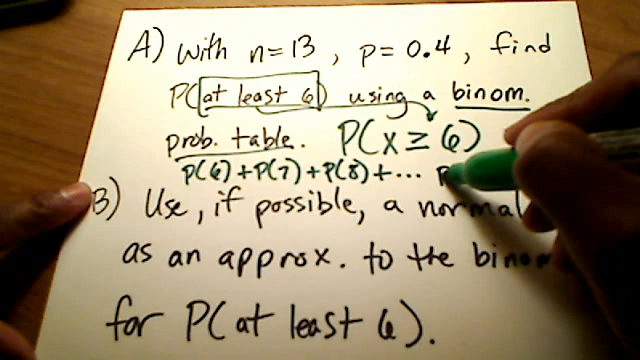 A) With n=13 , p=0.4 , find
P(at least 6) using a binom.
prob. table. P(x ≥ 6)
P(6)+P(7)+P(8)+... P
B) Use, if possible, a normal
as an approx. to the binom
for P(at least 6).